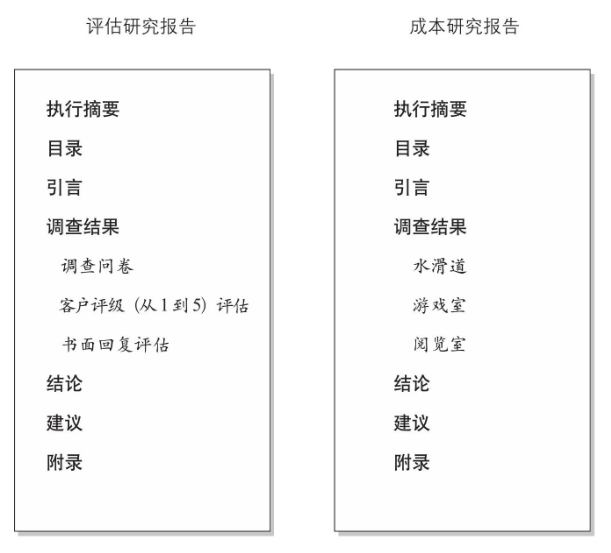 评估研究报告
执行摘要
目录
引言
调查结果
调查问卷
客户评级（从1到5）评估
书面回复评估
结论
建议
附录
成本研究报告
执行摘要
目录
引言
调查结果
水滑道
游戏室
阅览室
结论
建议
附录